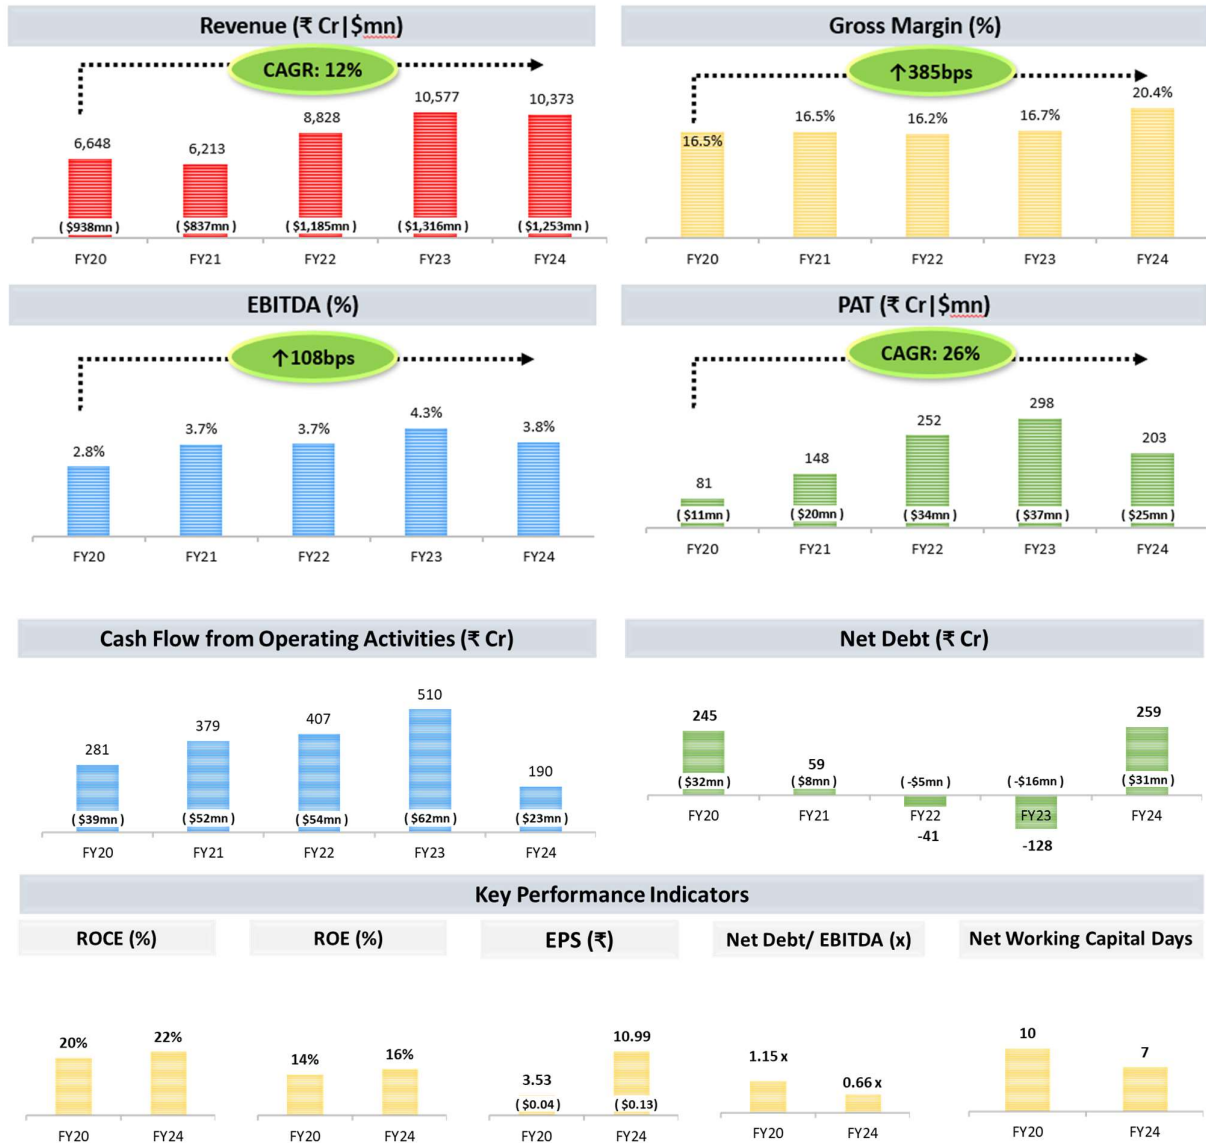 Revenue (₹ Cr|$mn)
CAGR: 12%
6,648
6,213
8,828
10,577
10,373
( $938mn )
( $837mn )
( $1,185mn )
( $1,316mn )
( $1,253mn )
FY20
FY21
FY22
FY23
FY24
Gross Margin (%)
↑385bps
16.5%
16.5%
16.2%
16.7%
20.4%
FY20
FY21
FY22
FY23
FY24
EBITDA (%)
↑108bps
2.8%
3.7%
3.7%
4.3%
3.8%
FY20
FY21
FY22
FY23
FY24
PAT (₹ Cr|$mn)
CAGR: 26%
81
148
252
298
203
( $11mn )
( $20mn )
( $34mn )
( $37mn )
( $25mn )
FY20
FY21
FY22
FY23
FY24
Cash Flow from Operating Activities (₹ Cr)
281
379
407
510
190
( $39mn )
( $52mn )
( $54mn )
( $62mn )
( $23mn )
FY20
FY21
FY22
FY23
FY24
Net Debt (₹ Cr)
245
59
259
( $32mn )
( $8mn )
(-$5mn )
(-$16mn )
( $31mn )
FY20
FY21
FY22
FY23
FY24
-41
-128
Key Performance Indicators
ROCE (%)
20%
22%
FY20
FY24
ROE (%)
14%
16%
FY20
FY24
EPS (₹)
3.53
10.99
( $0.04)
( $0.13)
FY20
FY24
Net Debt/ EBITDA (x)
1.15 x
0.66 x
FY20
FY24
Net Working Capital Days
10
7
FY20
FY24